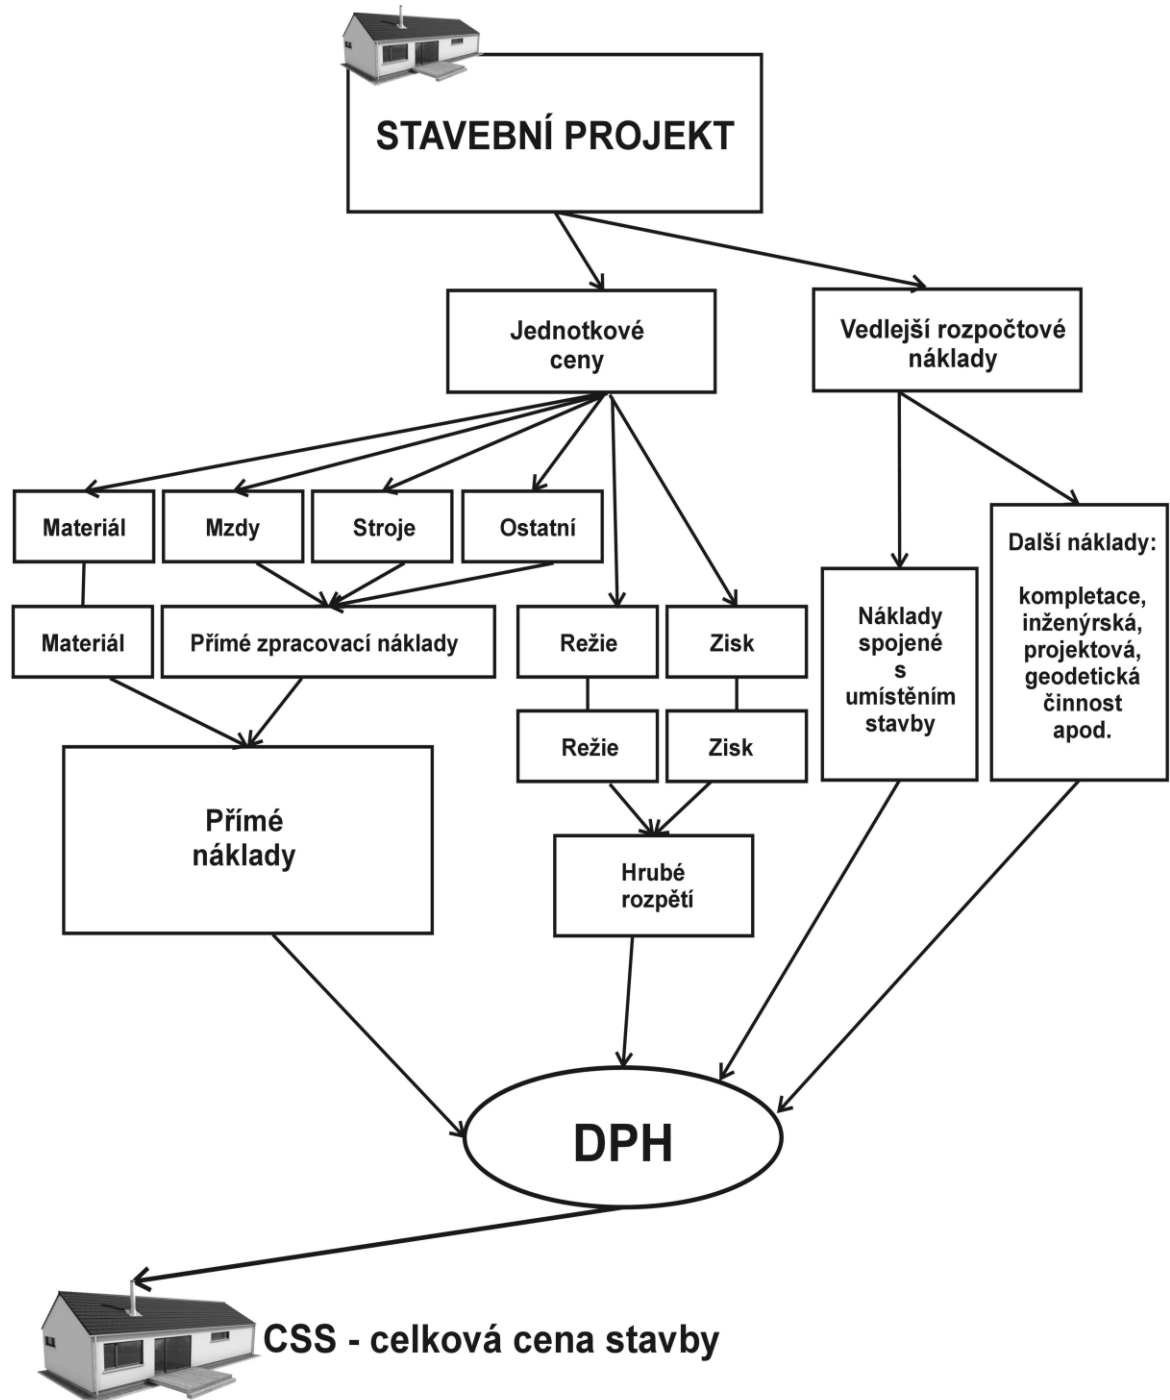 STAVEBNÍ PROJEKT
Jednotkové
ceny
Vedlejší rozpočtové
náklady
Materiál
Mzdy
Stroje
Ostatní
Další náklady:
kompletace,
inženýrská,
projektová,
geodetická
činnost
apod.
Materiál
Přímé zpracovací náklady
Režie
Zisk
Náklady
spojené
s
umístěním
stavby
Režie
Zisk
Přímé
náklady
Hrubé
rozpětí
DPH
CSS - celková cena stavby